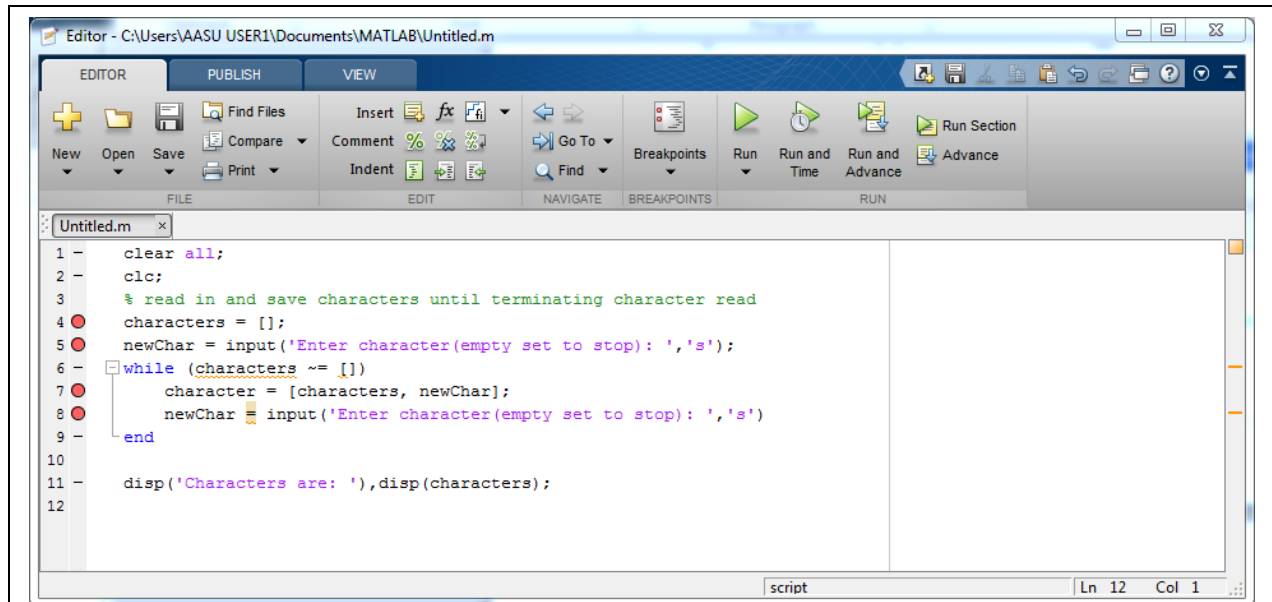 Editor - C:\Users\AASU USER1\Documents\MATLAB\Untitled.m
EDITOR PUBLISH VIEW
New Open Save Find Files Compare Print
Insert fx Comment Indent
Go To Find
Breakpoints Run Run and Time Run and Advance Run Section Advance
FILE EDIT NAVIGATE BREAKPOINTS RUN
Untitled.m ×
1 - clear all;
2 - clc;
3 % read in and save characters until terminating character read
4 characters = [];
5 newChar = input('Enter character(empty set to stop): ','s');
6 - while (characters ~= [])
7 character = [characters, newChar];
8 newChar = input('Enter character(empty set to stop): ','s')
9 - end
10
11 - disp('Characters are: '),disp(characters);
12
script Ln 12 Col 1